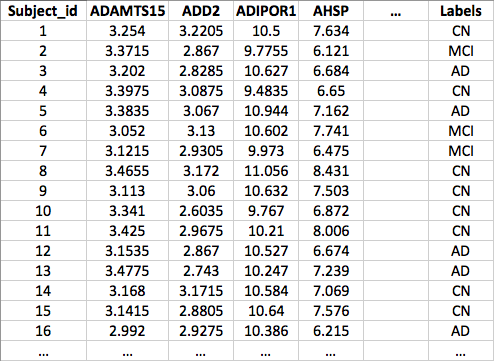 Subject_id ADAMTS15 ADD2 ADIPOR1 AHSP ... Labels
1 3.254 3.2205 10.5 7.634 CN
2 3.3715 2.867 9.7755 6.121 MCI
3 3.202 2.8285 10.627 6.684 AD
4 3.3975 3.0875 9.4835 6.65 CN
5 3.3835 3.067 10.944 7.162 AD
6 3.052 3.13 10.602 7.741 MCI
7 3.1215 2.9305 9.973 6.475 MCI
8 3.4655 3.172 11.056 8.431 CN
9 3.113 3.06 10.632 7.503 CN
10 3.341 2.6035 9.767 6.872 CN
11 3.425 2.9675 10.21 8.006 CN
12 3.1535 2.867 10.527 6.674 AD
13 3.4775 2.743 10.247 7.239 AD
14 3.168 3.1715 10.584 7.069 CN
15 3.1415 2.8805 10.64 7.576 CN
16 2.992 2.9275 10.386 6.215 AD
... ... ... ... ... ...